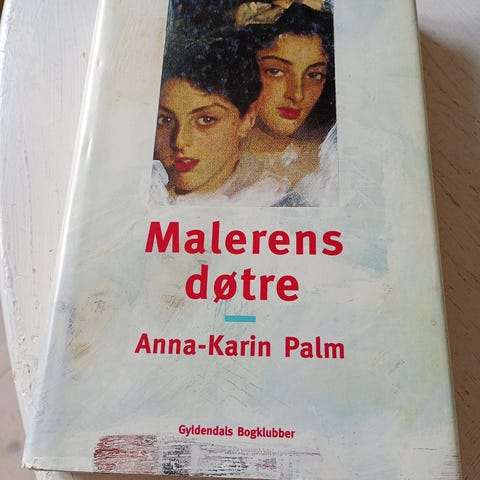 Malerens
døtre
Anna-Karin Palm
Gyldendals Bogklubber